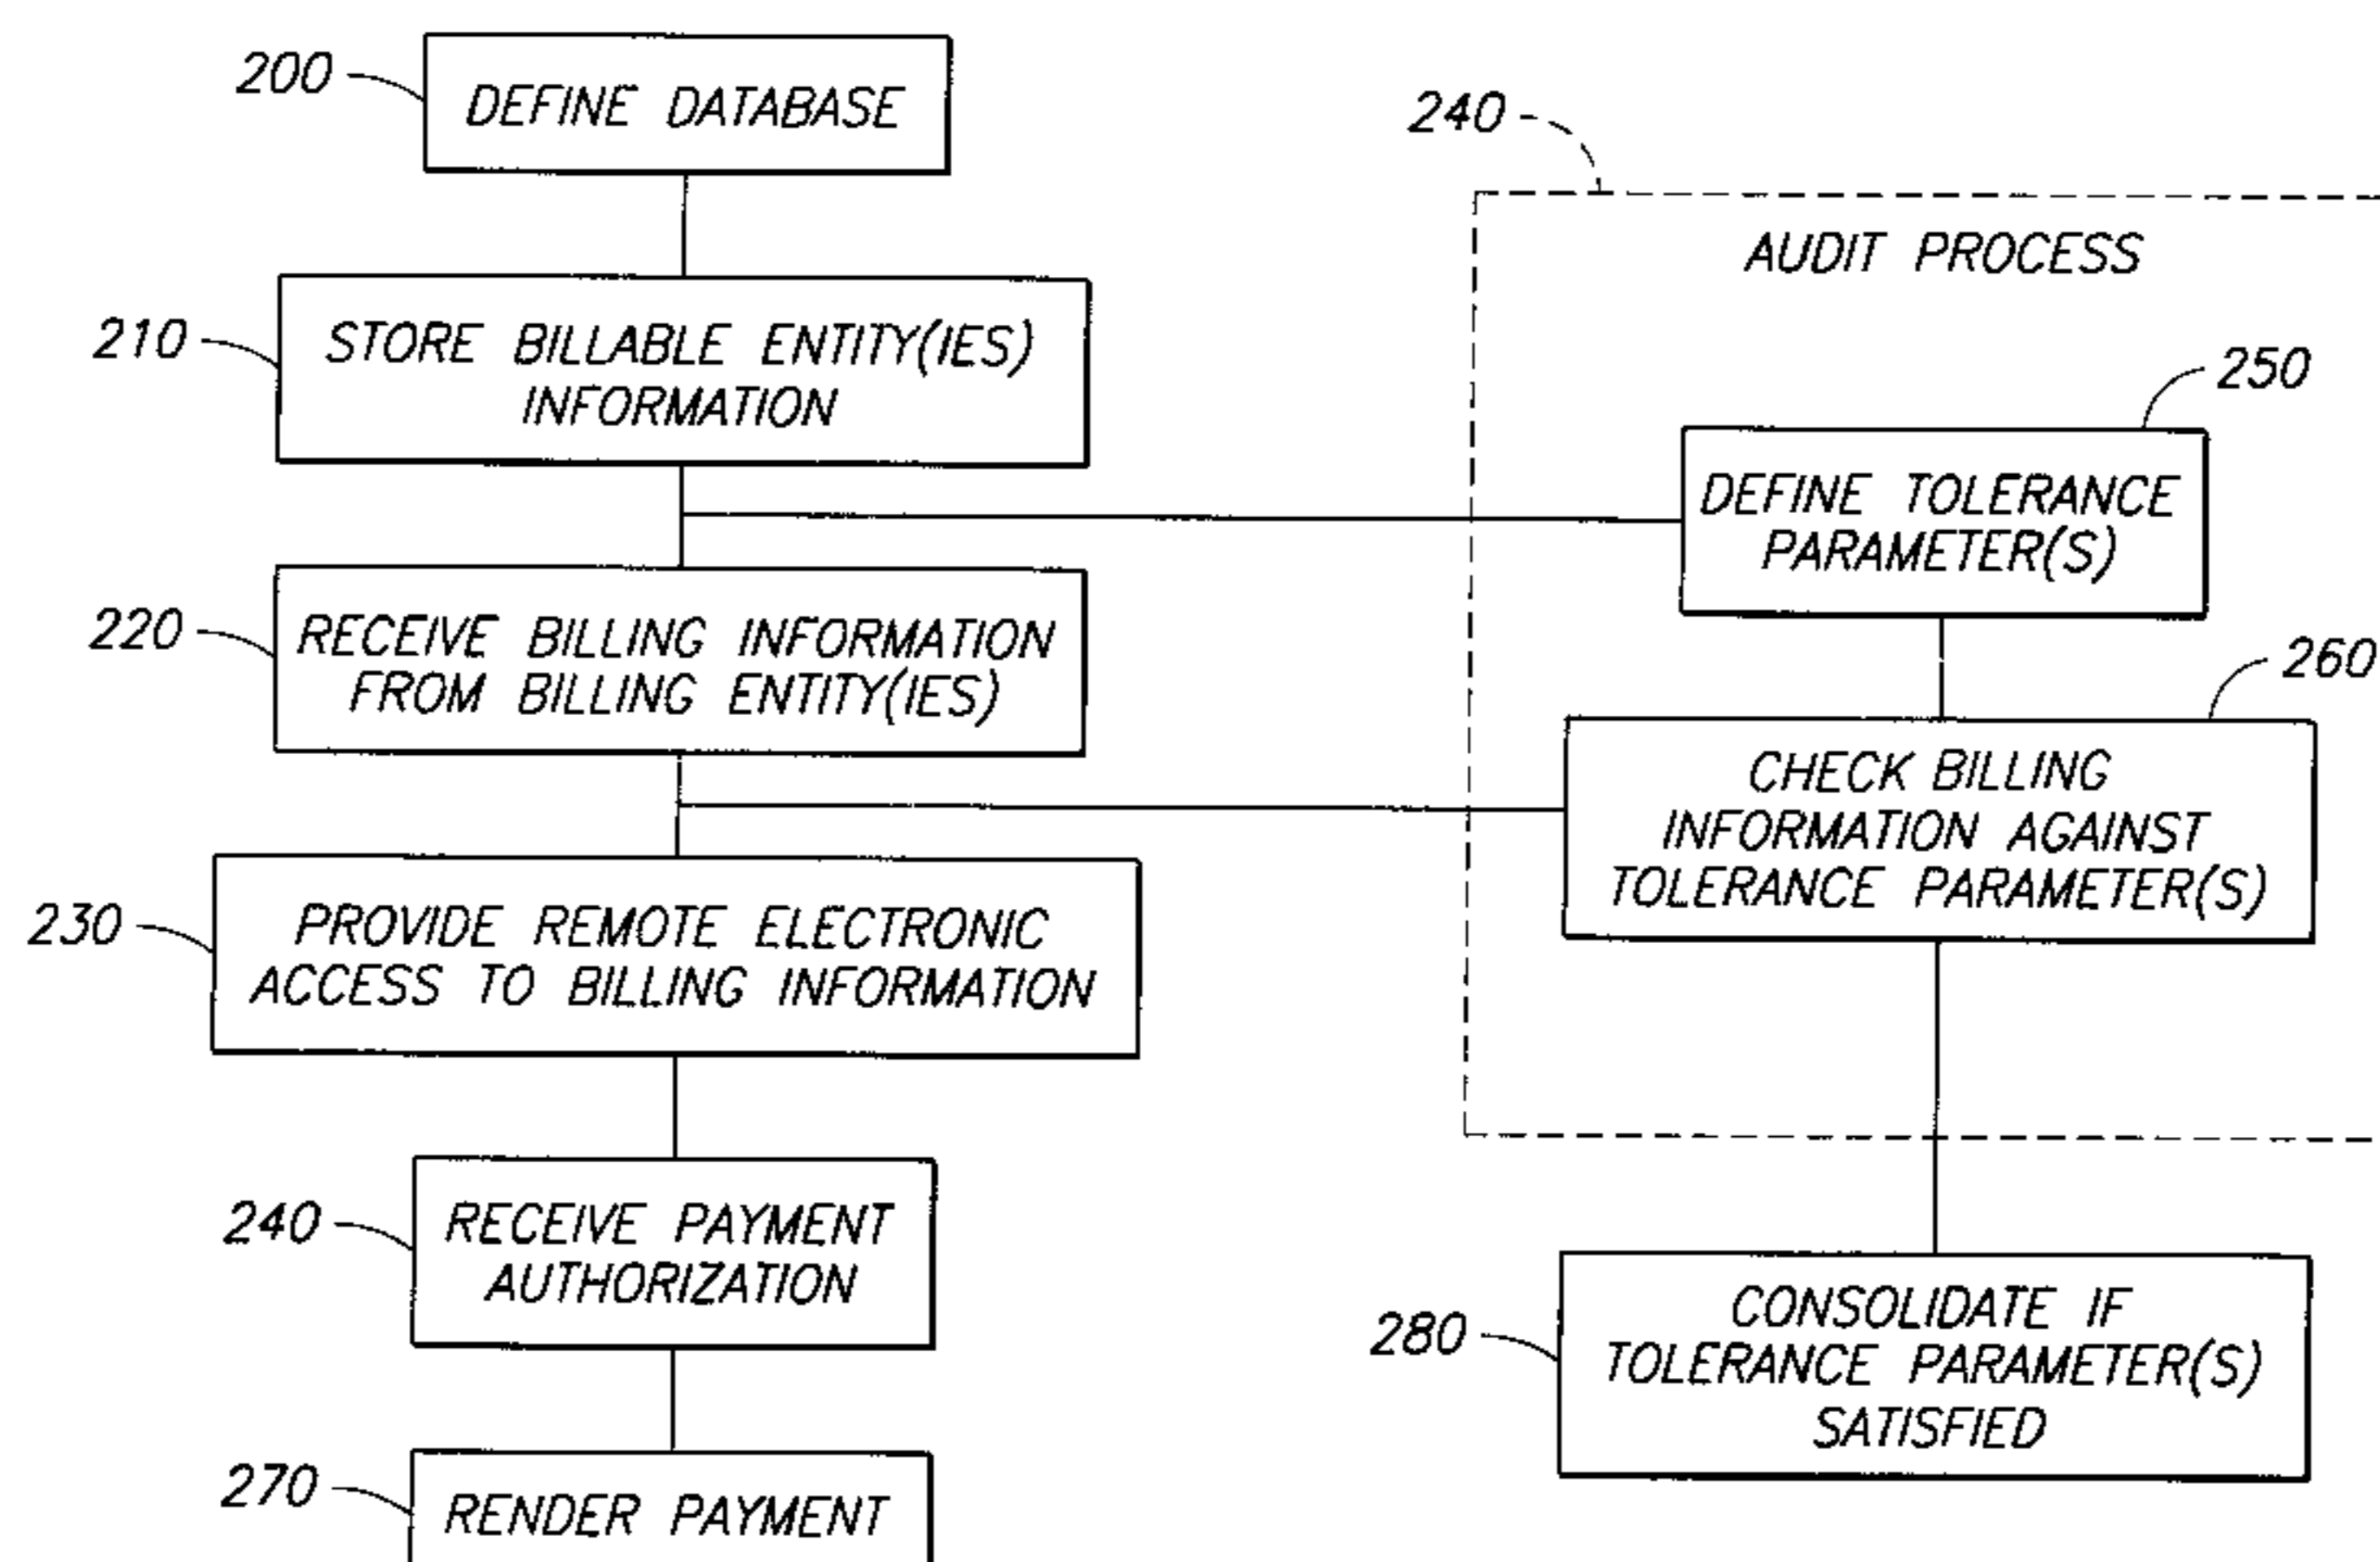 200
DEFINE DATABASE
210
STORE BILLABLE ENTITY(IES)
INFORMATION
220
RECEIVE BILLING INFORMATION
FROM BILLING ENTITY(IES)
230
PROVIDE REMOTE ELECTRONIC
ACCESS TO BILLING INFORMATION
240
RECEIVE PAYMENT
AUTHORIZATION
270
RENDER PAYMENT
240
AUDIT PROCESS
250
DEFINE TOLERANCE
PARAMETER(S)
260
CHECK BILLING
INFORMATION AGAINST
TOLERANCE PARAMETER(S)
280
CONSOLIDATE IF
TOLERANCE PARAMETER(S)
SATISFIED